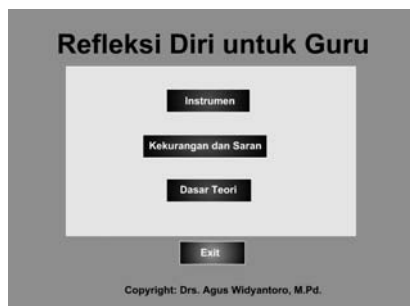 Refleksi Diri untuk Guru
Instrumen
Kekurangan dan Saran
Dasar Teori
Exit
Copyright: Drs. Agus Widyantoro, M.Pd.